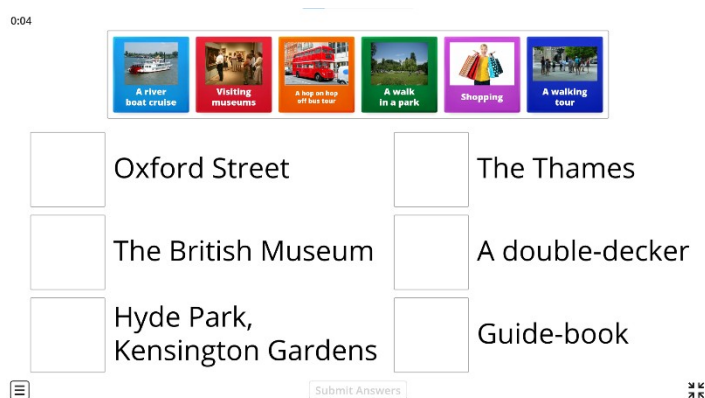 0:04
A river
boat cruise
Visiting
museums
A hop on hop
off bus tour
A walk
in a park
Shopping
A walking
tour
Oxford Street
The Thames
The British Museum
A double-decker
Hyde Park,
Kensington Gardens
Guide-book
Submit Answers